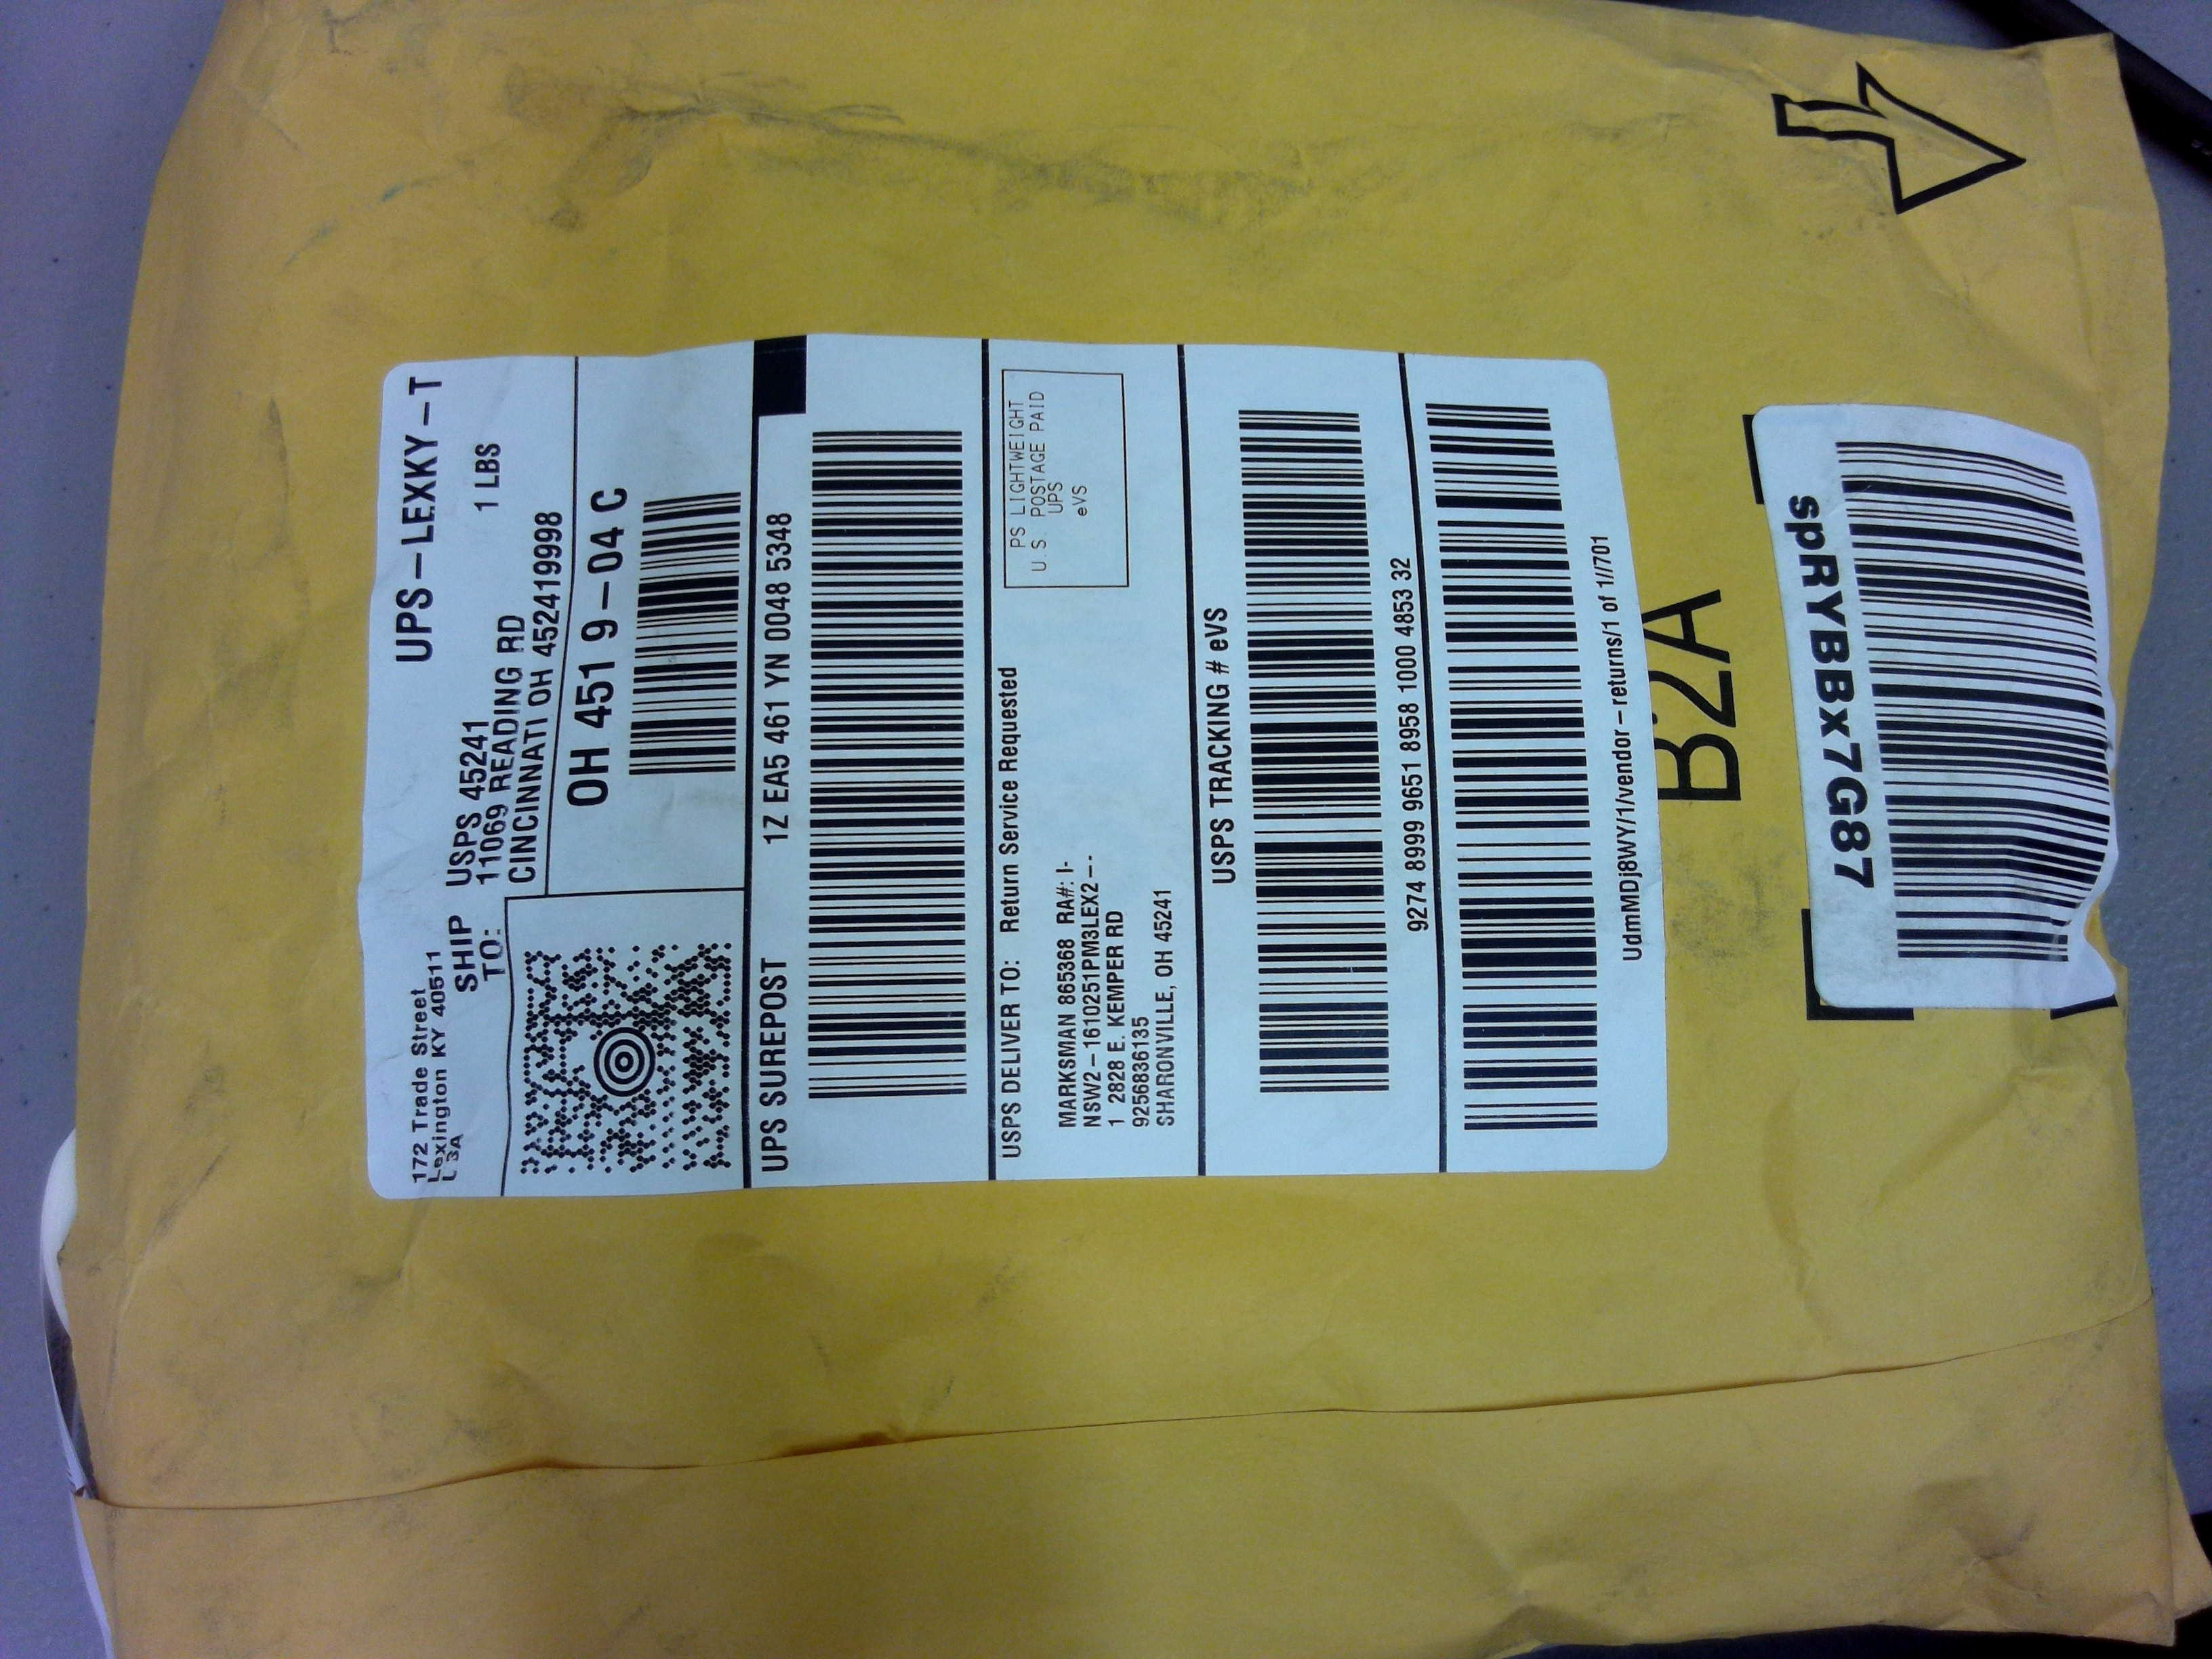 172 Trade Street
Lexington KY 40511
L 3A
UPS-LEXKY-T
1 LBS
SHIP
TO:
USPS 45241
11069 READING RD
CINCINNATI OH 452419998
OH 451 9-04 C
UPS SUREPOST
1Z EA5 461 YN 0048 5348
USPS DELIVER TO: Return Service Requested
PS LIGHTWEIGHT
U.S. POSTAGE PAID
UPS
eVS
MARKSMAN 865368 RA#: I-
NSW2-1610251PM3LEX2--.
1 2828 E. KEMPER RD
9256836135
SHARONVILLE, OH 45241
USPS TRACKING # eVS
9274 8999 9651 8958 1000 4853 32
UdmMDj8WY/1/vendor-returns/1 of 1//701
B2A
spRYBBx7G87